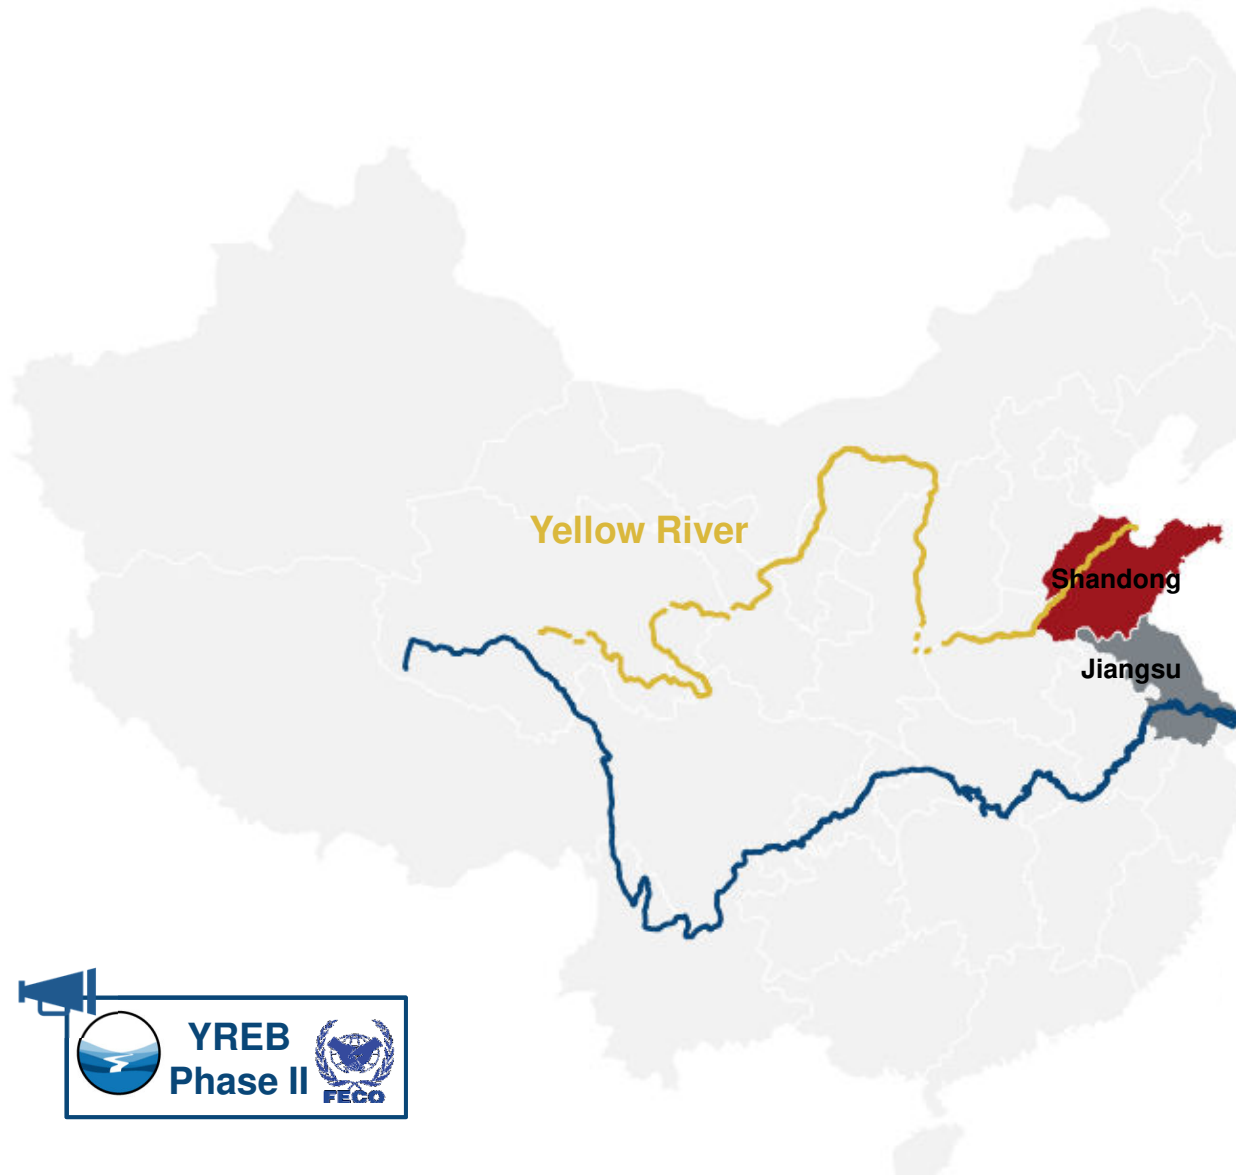 Yellow River
Shandong
Jiangsu
YREB
Phase II
FECO